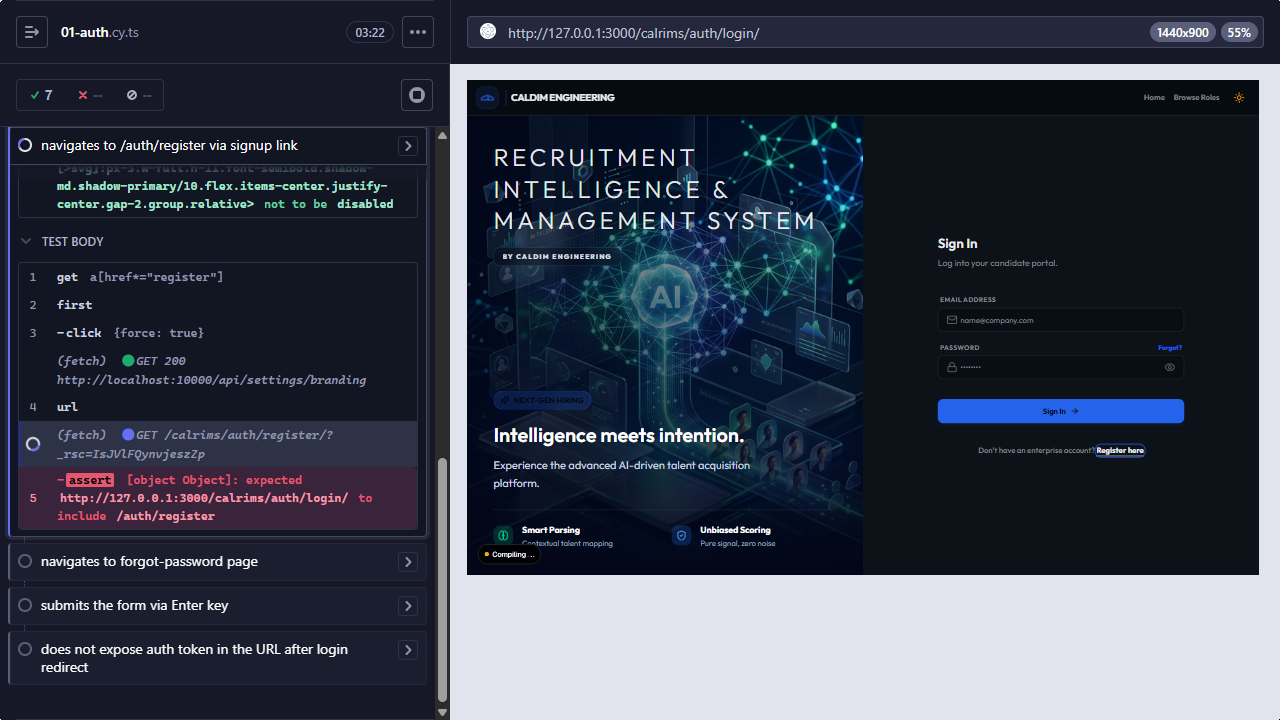 01-auth.cy.ts
03:22
http://127.0.0.1:3000/calrims/auth/login/
1440x900
55%
7
--
--
navigates to /auth/register via signup link
[>svg]:px-3.w-full.h-11.font-semibold.shadow-
md.shadow-primary/10.flex.items-center.justify-
center.gap-2.group.relative> not to be disabled
TEST BODY
1 get a[href*="register"]
2 first
3 -click {force: true}
(fetch) GET 200
http://localhost:10000/api/settings/branding
4 url
(fetch) GET /calrims/auth/register/?
_rsc=IsJVlFQynvjeszZp
-assert [object Object]: expected
5 http://127.0.0.1:3000/calrims/auth/login/ to
include /auth/register
navigates to forgot-password page
submits the form via Enter key
does not expose auth token in the URL after login
redirect
CALDIM ENGINEERING
Home
Browse Roles
RECRUITMENT
INTELLIGENCE &
MANAGEMENT SYSTEM
BY CALDIM ENGINEERING
AI
NEXT-GEN HIRING
Intelligence meets intention.
Experience the advanced AI-driven talent acquisition
platform.
Smart Parsing
Contextual talent mapping
Unbiased Scoring
Pure signal, zero noise
Compiling ..
Sign In
Log into your candidate portal.
EMAIL ADDRESS
name@company.com
PASSWORD
Forgot?
••••••••
Sign In →
Don't have an enterprise account? Register here